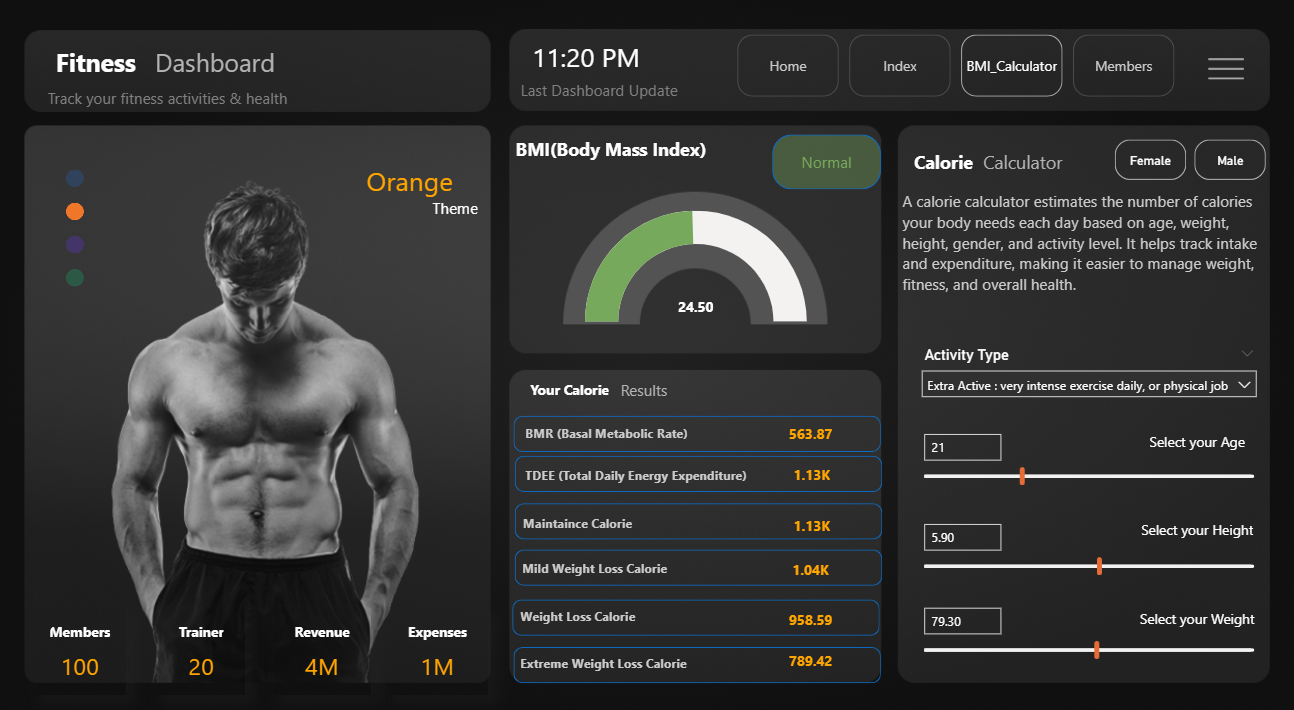 Fitness Dashboard
Track your fitness activities & health
11:20 PM
Last Dashboard Update
Home
Index
BMI_Calculator
Members
Orange
Theme
Members
Trainer
Revenue
Expenses
100
20
4M
1M
BMI(Body Mass Index)
Normal
24.50
Your Calorie Results
BMR (Basal Metabolic Rate) 563.87
TDEE (Total Daily Energy Expenditure) 1.13K
Maintaince Calorie 1.13K
Mild Weight Loss Calorie 1.04K
Weight Loss Calorie 958.59
Extreme Weight Loss Calorie 789.42
Calorie Calculator
Female
Male
A calorie calculator estimates the number of calories
your body needs each day based on age, weight,
height, gender, and activity level. It helps track intake
and expenditure, making it easier to manage weight,
fitness, and overall health.
Activity Type
Extra Active : very intense exercise daily, or physical job
21
Select your Age
5.90
Select your Height
79.30
Select your Weight